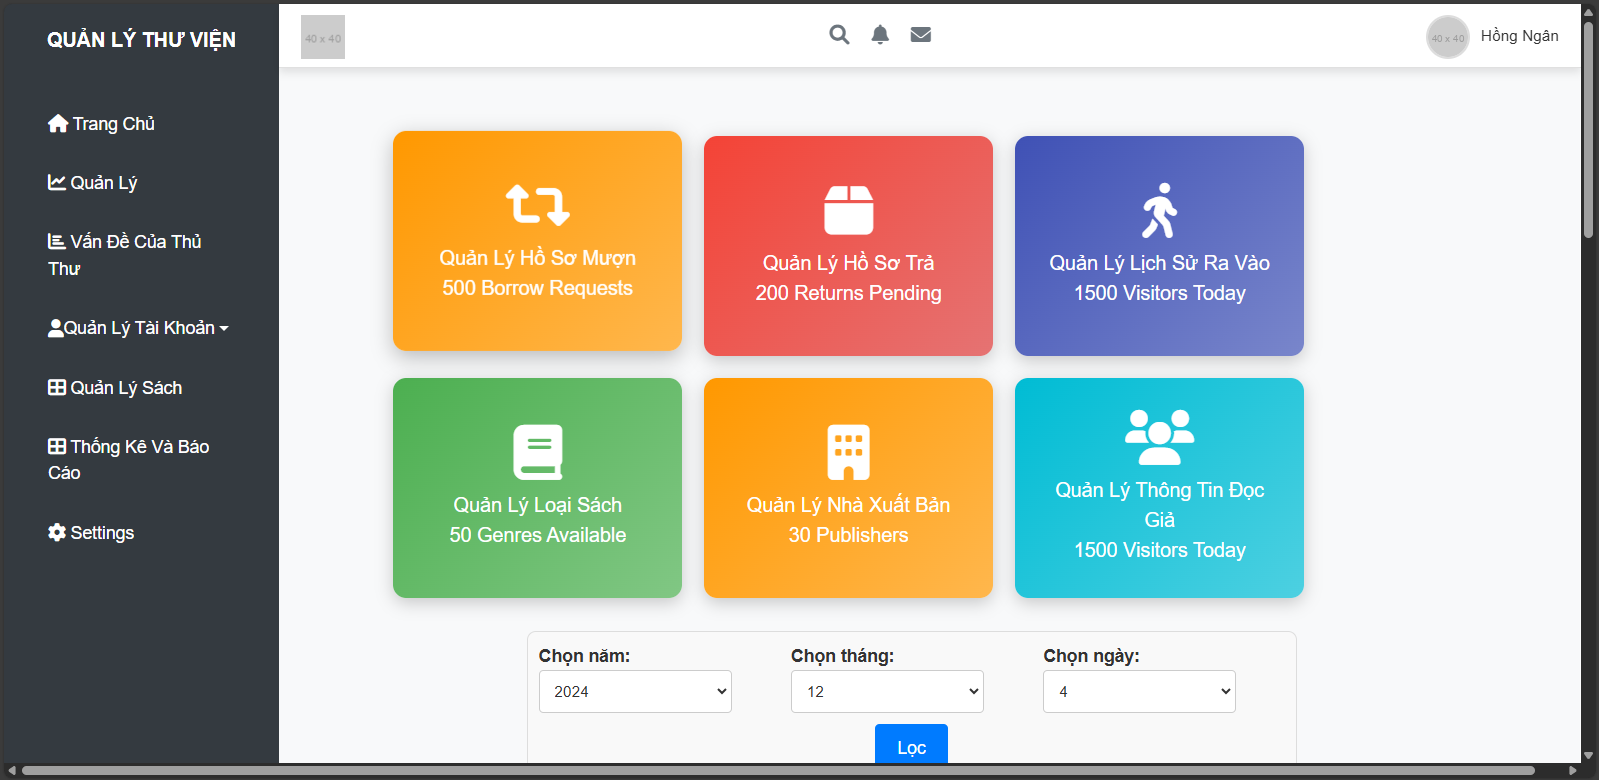 QUẢN LÝ THƯ VIỆN
40 x 40
40 x 40
Hồng Ngân
Trang Chủ
Quản Lý
Vấn Đề Của Thủ
Thư
Quản Lý Tài Khoản
Quản Lý Sách
Thống Kê Và Báo
Cáo
Settings
Quản Lý Hồ Sơ Mượn
500 Borrow Requests
Quản Lý Hồ Sơ Trả
200 Returns Pending
Quản Lý Lịch Sử Ra Vào
1500 Visitors Today
Quản Lý Loại Sách
50 Genres Available
Quản Lý Nhà Xuất Bản
30 Publishers
Quản Lý Thông Tin Đọc
Giả
1500 Visitors Today
Chọn năm:
2024
Chọn tháng:
12
Chọn ngày:
4
Lọc